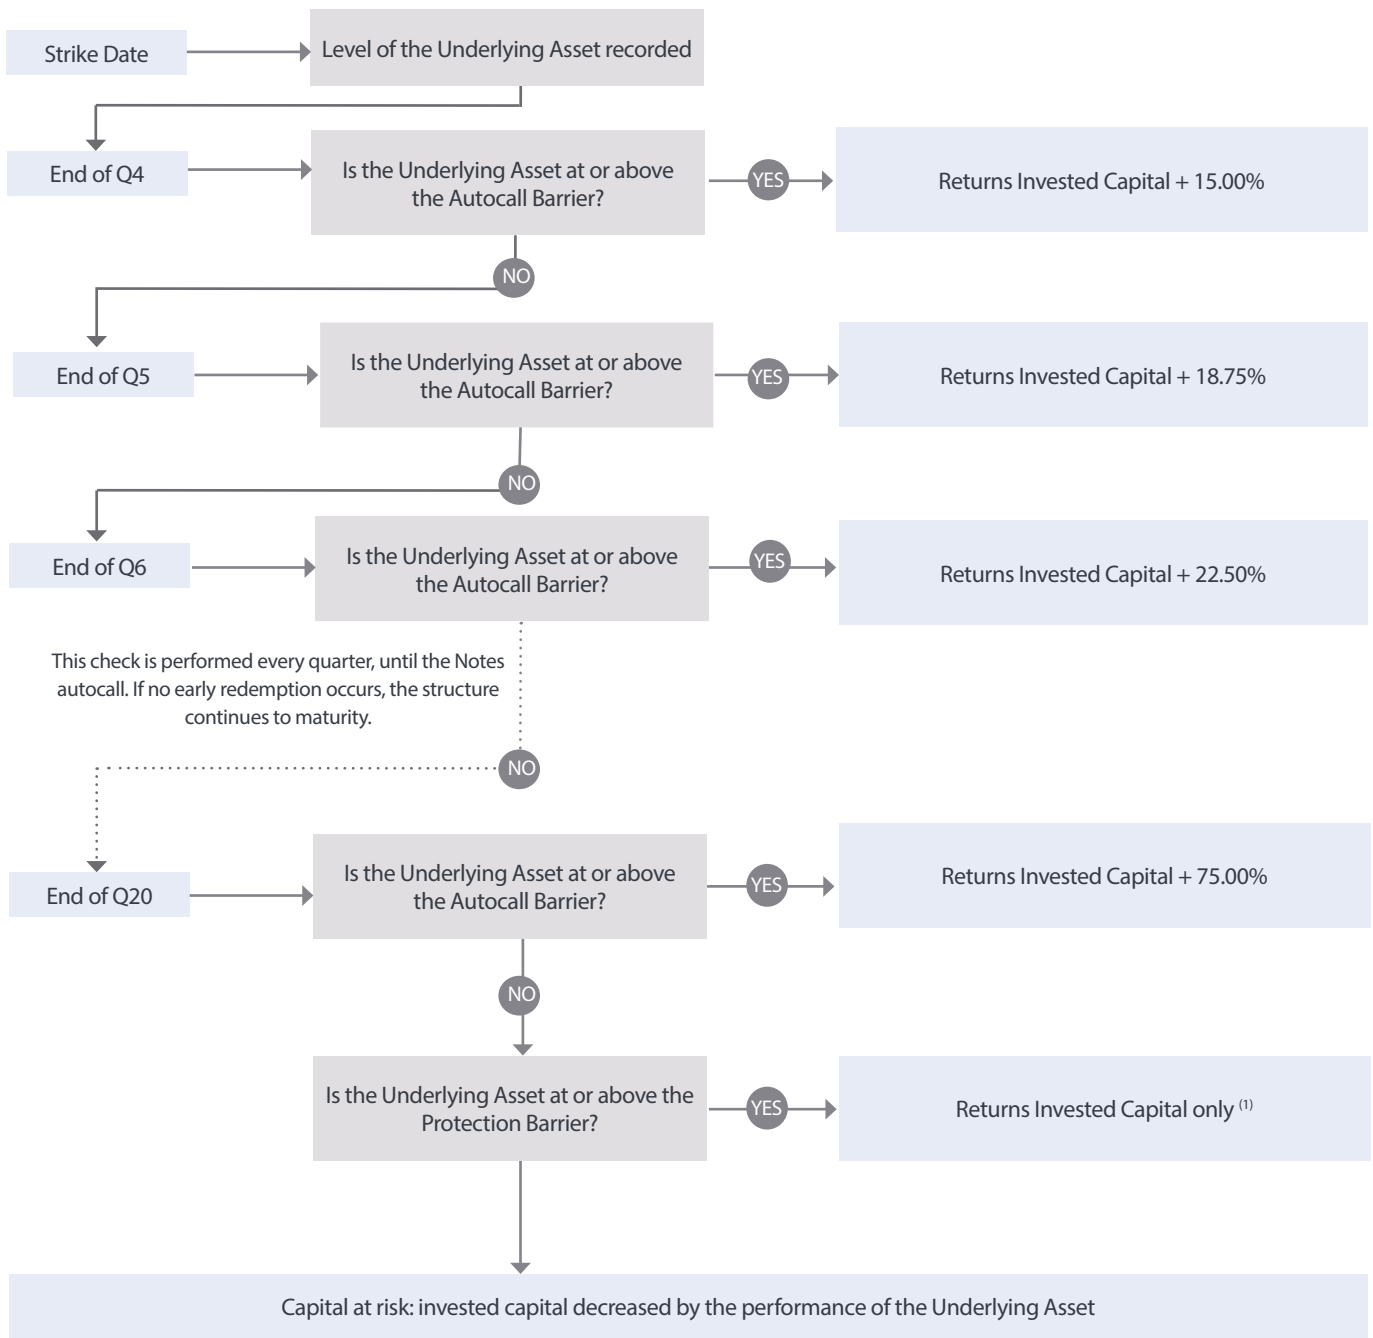 Strike Date
Level of the Underlying Asset recorded
End of Q4
Is the Underlying Asset at or above
the Autocall Barrier?
YES
Returns Invested Capital + 15.00%
NO
End of Q5
Is the Underlying Asset at or above
the Autocall Barrier?
YES
Returns Invested Capital + 18.75%
NO
End of Q6
Is the Underlying Asset at or above
the Autocall Barrier?
YES
Returns Invested Capital + 22.50%
This check is performed every quarter, until the Notes
autocall. If no early redemption occurs, the structure
continues to maturity.
NO
End of Q20
Is the Underlying Asset at or above
the Autocall Barrier?
YES
Returns Invested Capital + 75.00%
NO
Is the Underlying Asset at or above the
Protection Barrier?
YES
Returns Invested Capital only (1)
Capital at risk: invested capital decreased by the performance of the Underlying Asset